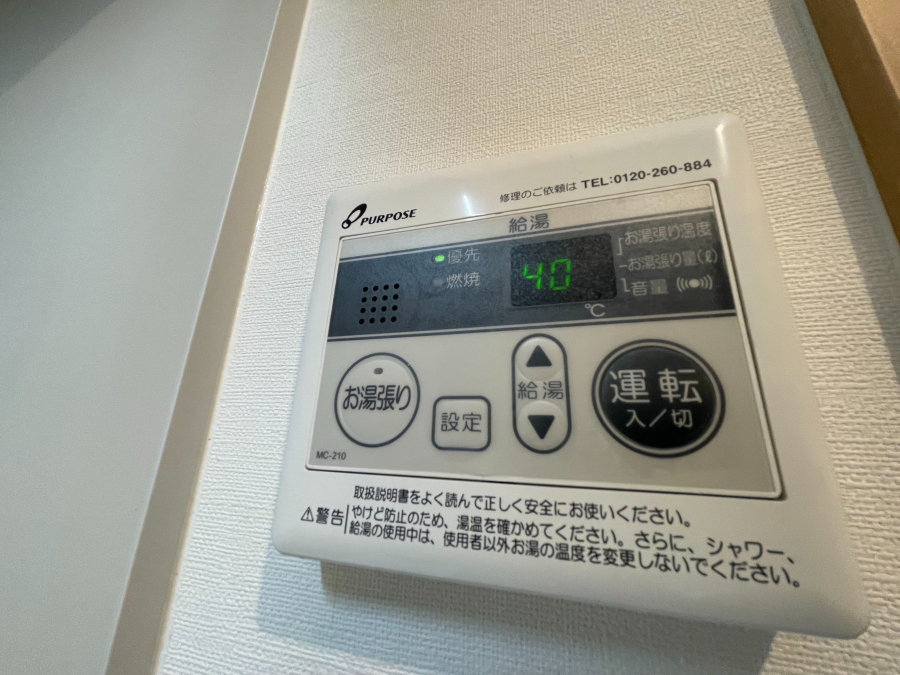 修理のご依頼は TEL:0120-260-884
PURPOSE
給湯
優先
燃焼
40
℃
お湯張り温度
お湯張り量(ℓ)
音量
お湯張り
設定
給湯
運転
入/切
MC-210
取扱説明書をよく読んで正しく安全にお使いください。
⚠警告
やけど防止のため、湯温を確かめてください。さらに、シャワー、
給湯の使用中は、使用者以外お湯の温度を変更しないでください。